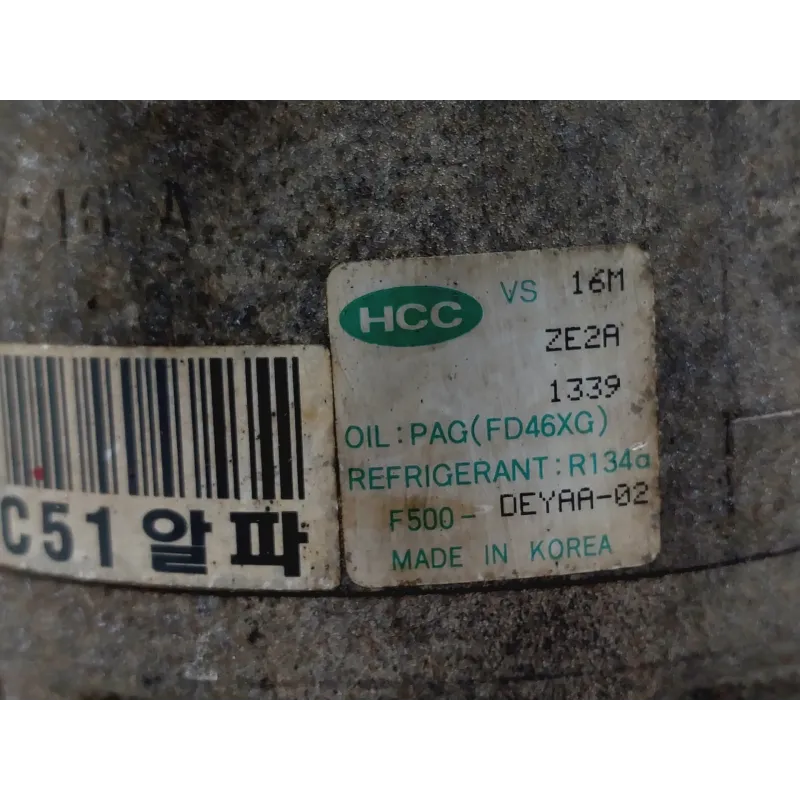 HCC VS 16M
ZE2A
1339
OIL : PAG(FD46XG)
REFRIGERANT : R134a
F500 - DEYAA-02
MADE IN KOREA
C51 알파